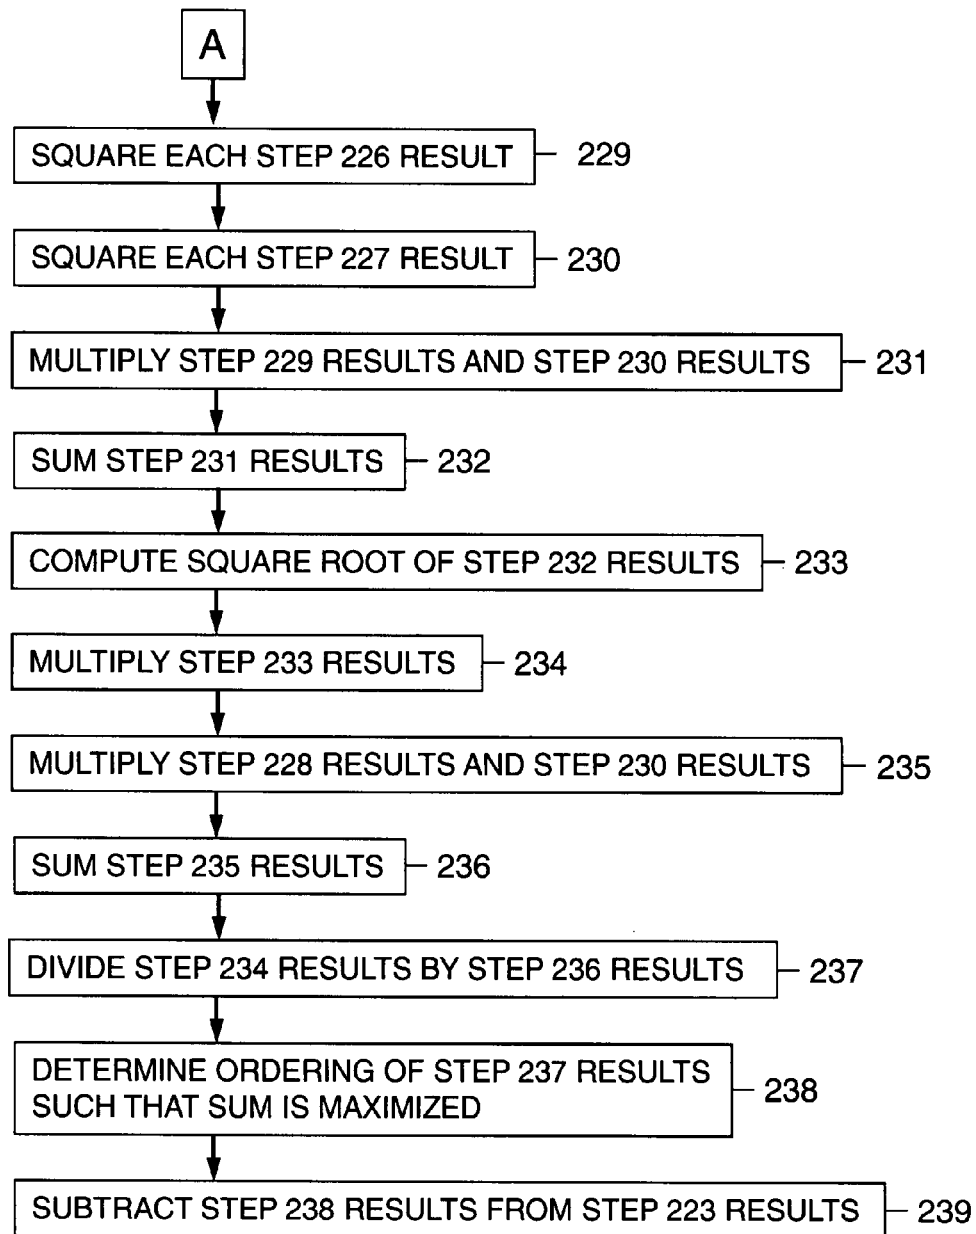 A
SQUARE EACH STEP 226 RESULT 229
SQUARE EACH STEP 227 RESULT 230
MULTIPLY STEP 229 RESULTS AND STEP 230 RESULTS 231
SUM STEP 231 RESULTS 232
COMPUTE SQUARE ROOT OF STEP 232 RESULTS 233
MULTIPLY STEP 233 RESULTS 234
MULTIPLY STEP 228 RESULTS AND STEP 230 RESULTS 235
SUM STEP 235 RESULTS 236
DIVIDE STEP 234 RESULTS BY STEP 236 RESULTS 237
DETERMINE ORDERING OF STEP 237 RESULTS
SUCH THAT SUM IS MAXIMIZED 238
SUBTRACT STEP 238 RESULTS FROM STEP 223 RESULTS 239